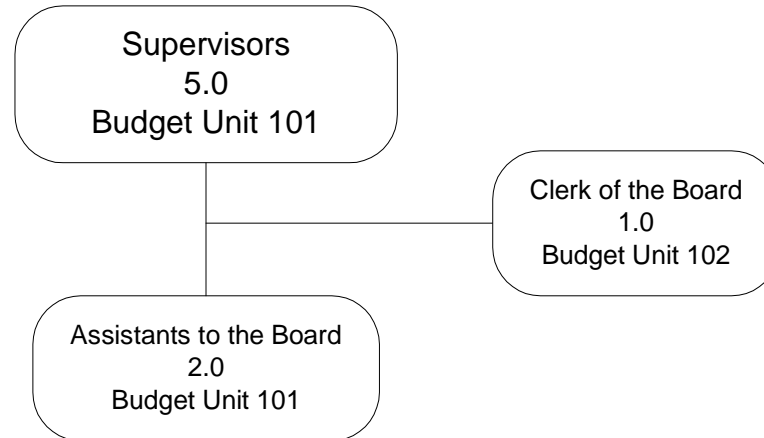 Supervisors
5.0
Budget Unit 101
Clerk of the Board
1.0
Budget Unit 102
Assistants to the Board
2.0
Budget Unit 101